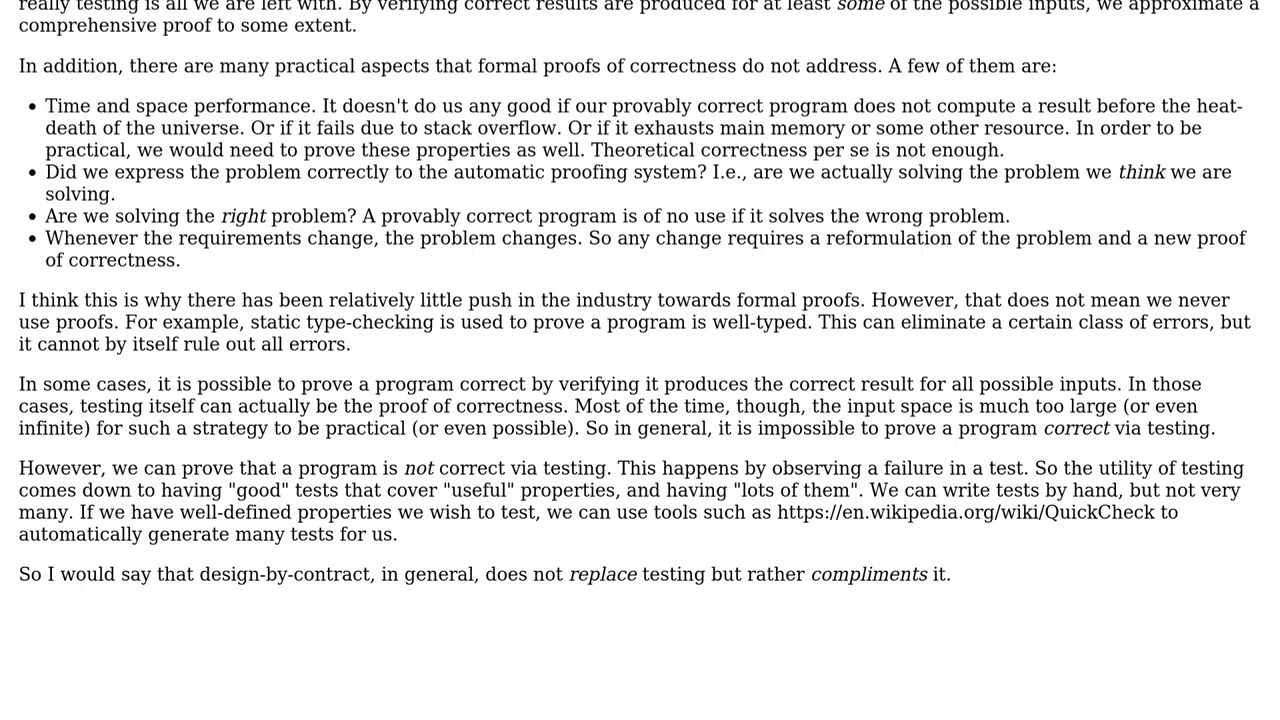 really testing is all we are left with. By verifying correct results are produced for at least some of the possible inputs, we approximate a
comprehensive proof to some extent.
In addition, there are many practical aspects that formal proofs of correctness do not address. A few of them are:
• Time and space performance. It doesn't do us any good if our provably correct program does not compute a result before the heat-
death of the universe. Or if it fails due to stack overflow. Or if it exhausts main memory or some other resource. In order to be
practical, we would need to prove these properties as well. Theoretical correctness per se is not enough.
• Did we express the problem correctly to the automatic proofing system? I.e., are we actually solving the problem we think we are
solving.
• Are we solving the right problem? A provably correct program is of no use if it solves the wrong problem.
• Whenever the requirements change, the problem changes. So any change requires a reformulation of the problem and a new proof
of correctness.
I think this is why there has been relatively little push in the industry towards formal proofs. However, that does not mean we never
use proofs. For example, static type-checking is used to prove a program is well-typed. This can eliminate a certain class of errors, but
it cannot by itself rule out all errors.
In some cases, it is possible to prove a program correct by verifying it produces the correct result for all possible inputs. In those
cases, testing itself can actually be the proof of correctness. Most of the time, though, the input space is much too large (or even
infinite) for such a strategy to be practical (or even possible). So in general, it is impossible to prove a program correct via testing.
However, we can prove that a program is not correct via testing. This happens by observing a failure in a test. So the utility of testing
comes down to having "good" tests that cover "useful" properties, and having "lots of them". We can write tests by hand, but not very
many. If we have well-defined properties we wish to test, we can use tools such as https://en.wikipedia.org/wiki/QuickCheck to
automatically generate many tests for us.
So I would say that design-by-contract, in general, does not replace testing but rather compliments it.